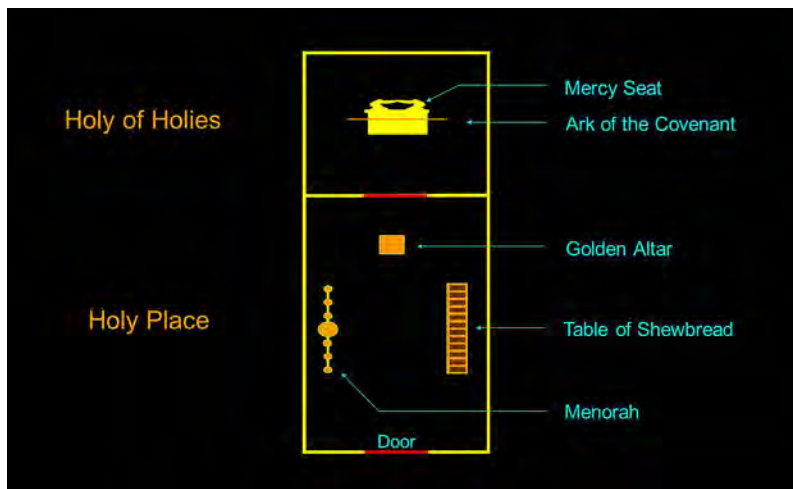 Mercy Seat
Holy of Holies
Ark of the Covenant
Golden Altar
Holy Place
Table of Shewbread
Menorah
Door